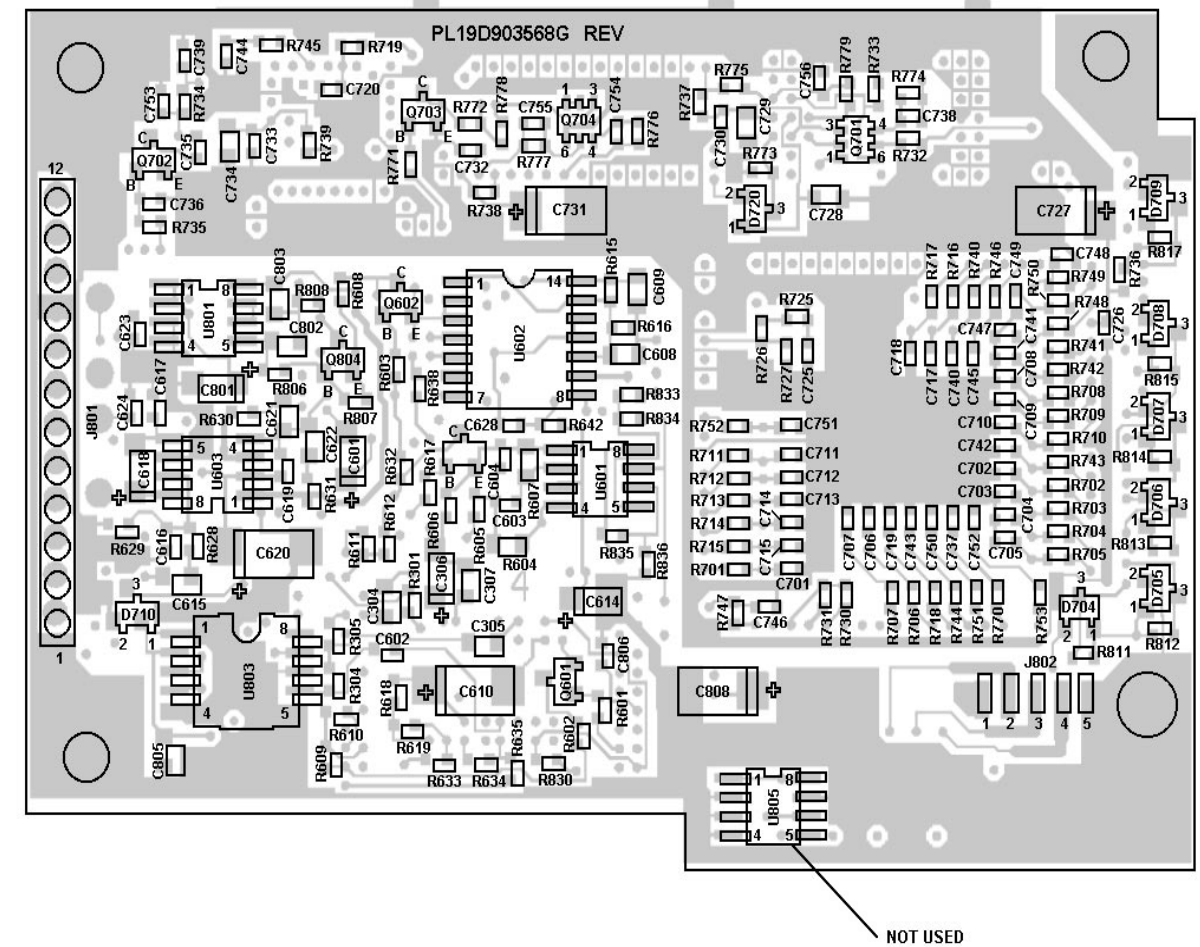 PL19D903568G REV
C739
C744
R745
R719
C720
C753
R734
C Q703 B E
R772
R778
C755
1 3 Q704 6 4
C754
R776
R737
R775
C730
C729
C756
R779
R733
R774
C738
R732
3 4 Q701 1 6
C Q702 B E
C735
C734
C733
R739
R771
C732
R777
R773
C736
R735
R738
+ C731
2 D720 1 3
C728
C727 +
2 D709 1 3
R817
12
J801
1
C803
R808
R608
C Q602 B E
1 14 U602 7 8
R615
C609
R717
R716
R740
R746
C749
R750
C748
R749
R748
R736
C726
1 8 U801 4 5
C623
C802
C Q804 B E
R616
C608
R725
R726
R727
C725
C718
C717
C740
C745
C747
C741
C708
R741
R742
2 D708 1 3
R815
C617
C624
C801 +
R806
R807
R603
R638
R833
R834
R630
C621
C628
R642
R752
C751
C709
C710
R708
R709
R710
2 D707 1 3
R814
5 4 U603 8 1
C618 +
C622
C601 +
R632
R617
C B E
C604
R607
1 8 U601 4 5
R711
C711
R712
C712
R713
C713
C742
C702
C703
C704
C705
R743
R702
R703
R704
R705
2 D706 1 3
R813
C619
R631
R612
R606
R605
C603
R714
C714
R715
C715
R701
C701
C707
C706
C719
C743
C750
C737
C752
R629
C616
R628
C620 +
R611
R301
C306 +
C307
R604
R835
R836
C615
3 D710 2 1
C304
C614 +
R747
C746
R731
R730
R707
R706
R718
R744
R751
R770
R753
3 D704 2 1
2 D705 1 3
R812
R811
1 8 U803 4 5
R305
R304
C602
C305
C806
Q601
R618
+ C610
R601
C808 +
J802
1 2 3 4 5
R610
R619
R602
C805
R609
R633
R634
R635
R830
1 8 U805 4 5
NOT USED